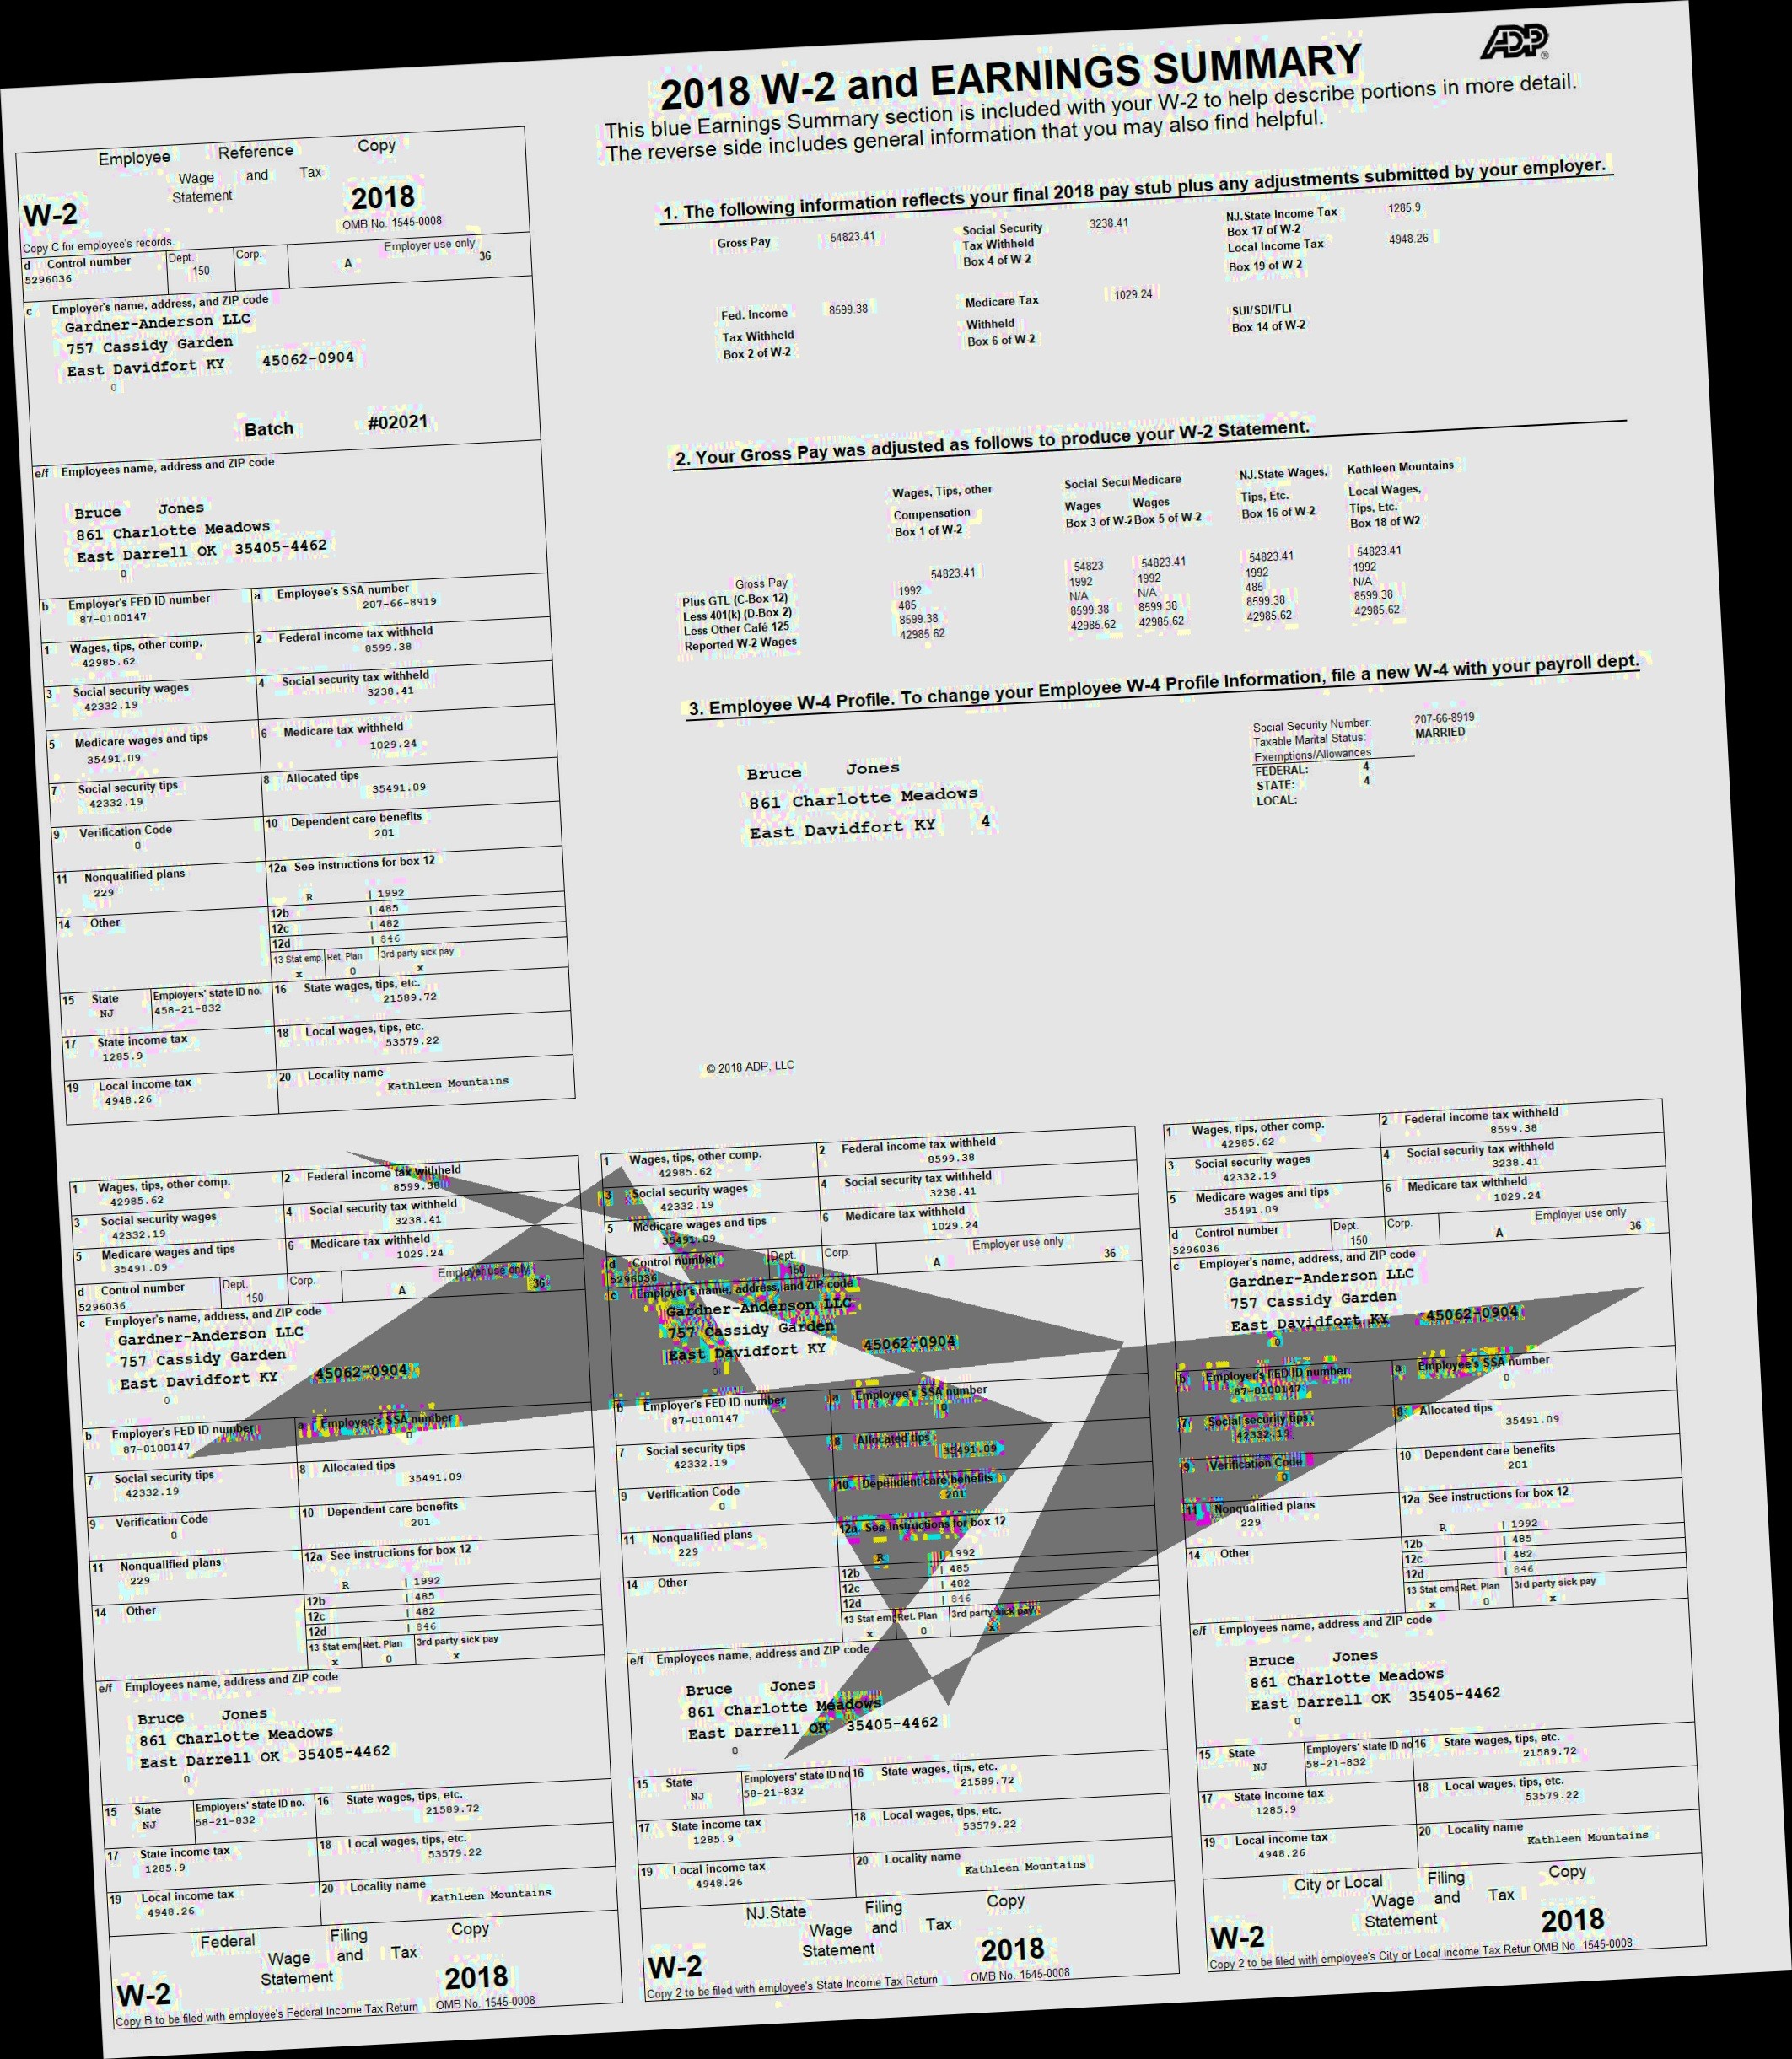 ADP®
2018 W-2 and EARNINGS SUMMARY
This blue Earnings Summary section is included with your W-2 to help describe portions in more detail.
The reverse side includes general information that you may also find helpful.
Employee Reference Copy
Wage and Tax
Statement
W-2 2018
OMB No. 1545-0008
Copy C for employee's records.
d Control number Dept. Corp. Employer use only
5296036 150 A 36
c Employer's name, address, and ZIP code
Gardner-Anderson LLC
757 Cassidy Garden
East Davidfort KY 45062-0904
0
Batch #02021
e/f Employees name, address and ZIP code
Bruce Jones
861 Charlotte Meadows
East Darrell OK 35405-4462
0
b Employer's FED ID number a Employee's SSA number
87-0100147 207-66-8919
1 Wages, tips, other comp. 2 Federal income tax withheld
42985.62 8599.38
3 Social security wages 4 Social security tax withheld
42332.19 3238.41
5 Medicare wages and tips 6 Medicare tax withheld
35491.09 1029.24
7 Social security tips 8 Allocated tips
42332.19 35491.09
9 Verification Code 10 Dependent care benefits
0 201
11 Nonqualified plans 12a See instructions for box 12
229 R | 1992
14 Other 12b | 485
12c | 482
12d | 846
13 Stat emp. Ret. Plan 3rd party sick pay
x 0 x
15 State Employers' state ID no. 16 State wages, tips, etc.
NJ 458-21-832 21589.72
17 State income tax 18 Local wages, tips, etc.
1285.9 53579.22
19 Local income tax 20 Locality name
4948.26 Kathleen Mountains
1. The following information reflects your final 2018 pay stub plus any adjustments submitted by your employer.
Gross Pay 54823.41 Social Security 3238.41 NJ.State Income Tax 1285.9
Tax Withheld Box 17 of W-2
Box 4 of W-2 Local Income Tax 4948.26
Box 19 of W-2
Fed. Income 8599.38 Medicare Tax 1029.24 SUI/SDI/FLI
Tax Withheld Withheld Box 14 of W-2
Box 2 of W-2 Box 6 of W-2
2. Your Gross Pay was adjusted as follows to produce your W-2 Statement.
Wages, Tips, other Social Secu Medicare NJ.State Wages, Kathleen Mountains
Compensation Wages Wages Tips, Etc. Local Wages,
Box 1 of W-2 Box 3 of W-2 Box 5 of W-2 Box 16 of W-2 Tips, Etc.
Box 18 of W2
Gross Pay 54823.41 54823 54823.41 54823.41 54823.41
Plus GTL (C-Box 12) 1992 1992 1992 1992 1992
Less 401(k) (D-Box 2) 485 N/A N/A 485 N/A
Less Other Café 125 8599.38 8599.38 8599.38 8599.38 8599.38
Reported W-2 Wages 42985.62 42985.62 42985.62 42985.62 42985.62
3. Employee W-4 Profile. To change your Employee W-4 Profile Information, file a new W-4 with your payroll dept.
Social Security Number: 207-66-8919
Taxable Marital Status: MARRIED
Exemptions/Allowances:
FEDERAL: 4
STATE: 4
LOCAL:
Bruce Jones
861 Charlotte Meadows
East Davidfort KY 4
© 2018 ADP, LLC
1 Wages, tips, other comp. 2 Federal income tax withheld
42985.62 8599.38
3 Social security wages 4 Social security tax withheld
42332.19 3238.41
5 Medicare wages and tips 6 Medicare tax withheld
35491.09 1029.24
d Control number Dept. Corp. Employer use only
5296036 150 A 36
c Employer's name, address, and ZIP code
Gardner-Anderson LLC
757 Cassidy Garden
East Davidfort KY 45062-0904
0
b Employer's FED ID number a Employee's SSA number
87-0100147 0
7 Social security tips 8 Allocated tips
42332.19 35491.09
9 Verification Code 10 Dependent care benefits
0 201
11 Nonqualified plans 12a See instructions for box 12
229 R | 1992
14 Other 12b | 485
12c | 482
12d | 846
13 Stat emp Ret. Plan 3rd party sick pay
x 0 x
e/f Employees name, address and ZIP code
Bruce Jones
861 Charlotte Meadows
East Darrell OK 35405-4462
0
15 State Employers' state ID no. 16 State wages, tips, etc.
NJ 58-21-832 21589.72
17 State income tax 18 Local wages, tips, etc.
1285.9 53579.22
19 Local income tax 20 Locality name
4948.26 Kathleen Mountains
Federal Filing Copy
Wage and Tax
Statement
W-2 2018
Copy B to be filed with employee's Federal Income Tax Return OMB No. 1545-0008
1 Wages, tips, other comp. 2 Federal income tax withheld
42985.62 8599.38
3 Social security wages 4 Social security tax withheld
42332.19 3238.41
5 Medicare wages and tips 6 Medicare tax withheld
35491.09 1029.24
d Control number Dept. Corp. Employer use only
5296036 150 A 36
c Employer's name, address, and ZIP code
Gardner-Anderson LLC
757 Cassidy Garden
East Davidfort KY 45062-0904
0
b Employer's FED ID number a Employee's SSA number
87-0100147 0
7 Social security tips 8 Allocated tips
42332.19 35491.09
9 Verification Code 10 Dependent care benefits
0 201
11 Nonqualified plans 12a See instructions for box 12
229 R | 1992
14 Other 12b | 485
12c | 482
12d | 846
13 Stat emp Ret. Plan 3rd party sick pay
x 0 x
e/f Employees name, address and ZIP code
Bruce Jones
861 Charlotte Meadows
East Darrell OK 35405-4462
0
15 State Employers' state ID no 16 State wages, tips, etc.
NJ 58-21-832 21589.72
17 State income tax 18 Local wages, tips, etc.
1285.9 53579.22
19 Local income tax 20 Locality name
4948.26 Kathleen Mountains
NJ.State Filing Copy
Wage and Tax
Statement
W-2 2018
Copy 2 to be filed with employee's State Income Tax Return OMB No. 1545-0008
1 Wages, tips, other comp. 2 Federal income tax withheld
42985.62 8599.38
3 Social security wages 4 Social security tax withheld
42332.19 3238.41
5 Medicare wages and tips 6 Medicare tax withheld
35491.09 1029.24
d Control number Dept. Corp. Employer use only
5296036 150 A 36
c Employer's name, address, and ZIP code
Gardner-Anderson LLC
757 Cassidy Garden
East Davidfort KY 45062-0904
0
b Employer's FED ID number a Employee's SSA number
87-0100147 0
7 Social security tips 8 Allocated tips
42332.19 35491.09
9 Verification Code 10 Dependent care benefits
0 201
11 Nonqualified plans 12a See instructions for box 12
229 R | 1992
14 Other 12b | 485
12c | 482
12d | 846
13 Stat emp Ret. Plan 3rd party sick pay
x 0 x
e/f Employees name, address and ZIP code
Bruce Jones
861 Charlotte Meadows
East Darrell OK 35405-4462
0
15 State Employers' state ID no 16 State wages, tips, etc.
NJ 58-21-832 21589.72
17 State income tax 18 Local wages, tips, etc.
1285.9 53579.22
19 Local income tax 20 Locality name
4948.26 Kathleen Mountains
City or Local Filing Copy
Wage and Tax
Statement
W-2 2018
Copy 2 to be filed with employee's City or Local Income Tax Retur OMB No. 1545-0008